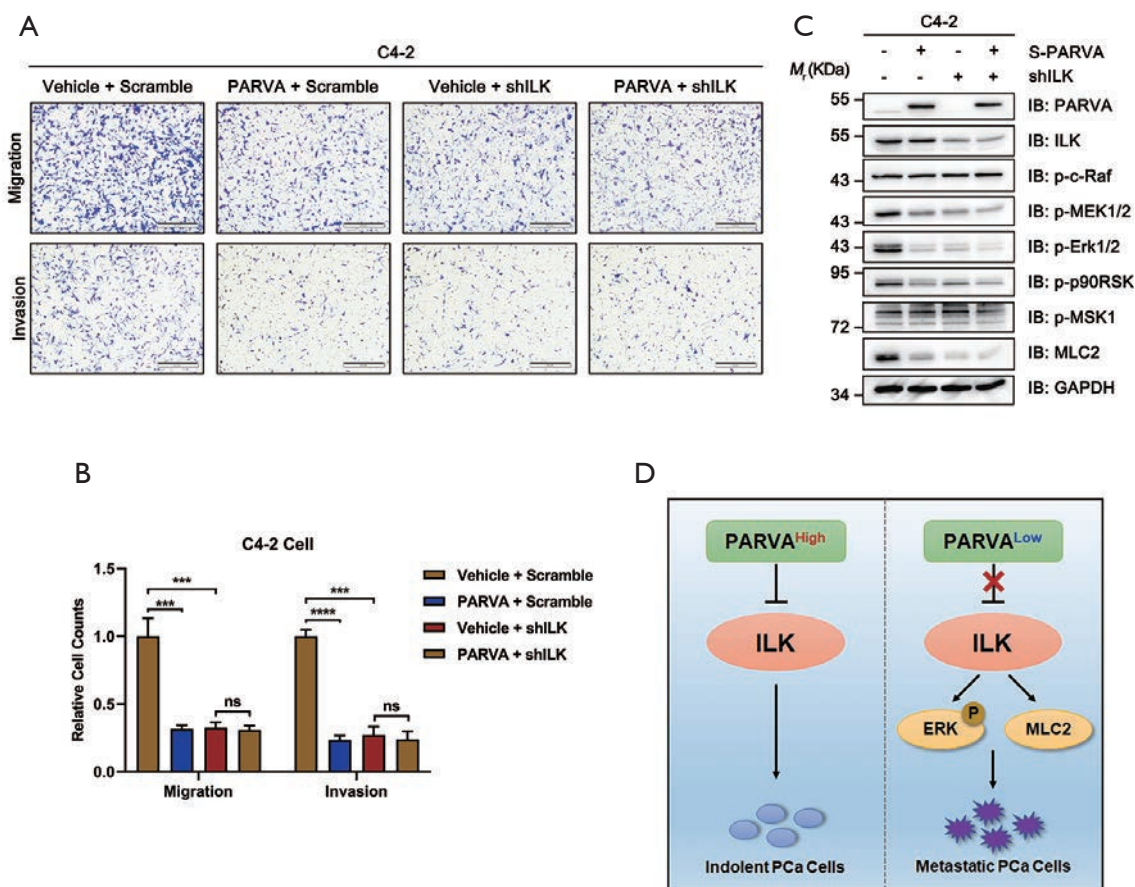 A
C4-2
Vehicle + Scramble PARVA + Scramble Vehicle + shILK PARVA + shILK
Migration
Invasion
B
C4-2 Cell
Relative Cell Counts
1.5
1.0
0.5
0.0
*** *** ns
**** *** ns
Migration Invasion
Vehicle + Scramble
PARVA + Scramble
Vehicle + shILK
PARVA + shILK
C
C4-2
- + - + S-PARVA
- - + + shILK
Mr (KDa)
55 IB: PARVA
55 IB: ILK
43 IB: p-c-Raf
43 IB: p-MEK1/2
43 IB: p-Erk1/2
95 IB: p-p90RSK
72 IB: p-MSK1
IB: MLC2
34 IB: GAPDH
D
PARVAHigh
ILK
Indolent PCa Cells
PARVALow
ILK
ERK P MLC2
Metastatic PCa Cells